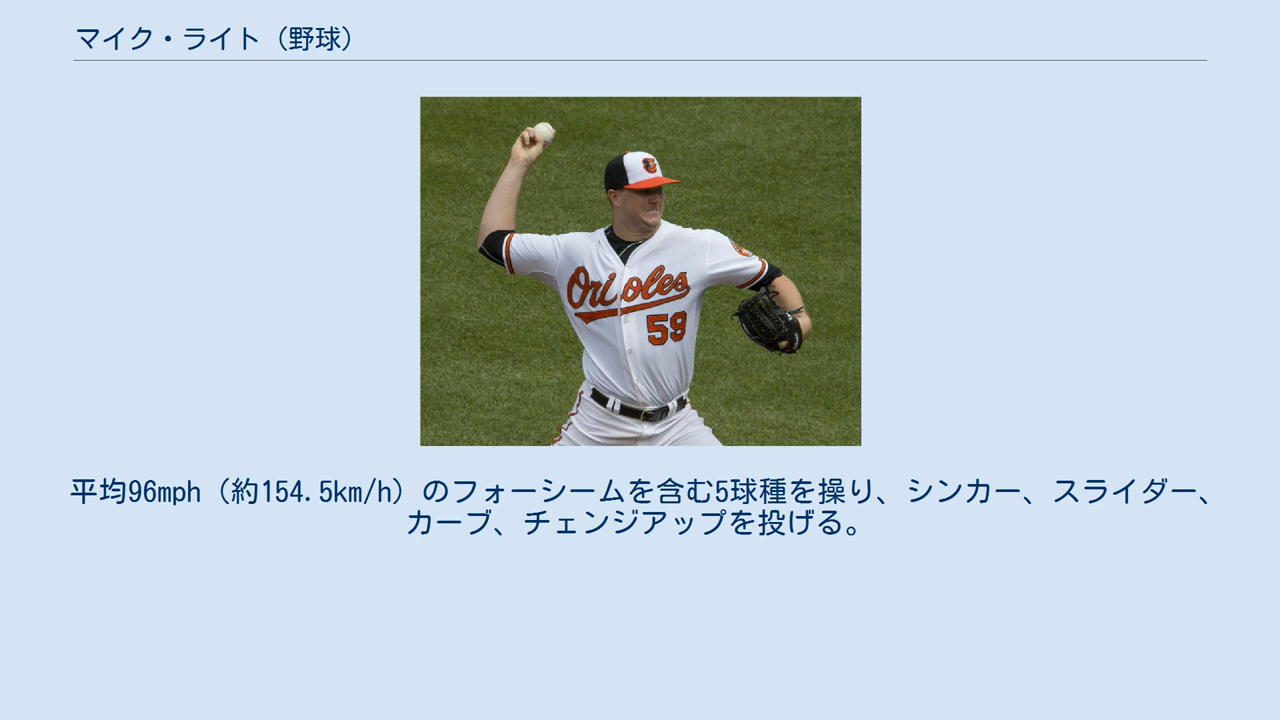 マイク・ライト（野球）
Orioles
59
平均96mph（約154.5km/h）のフォーシームを含む5球種を操り、シンカー、スライダー、
カーブ、チェンジアップを投げる。